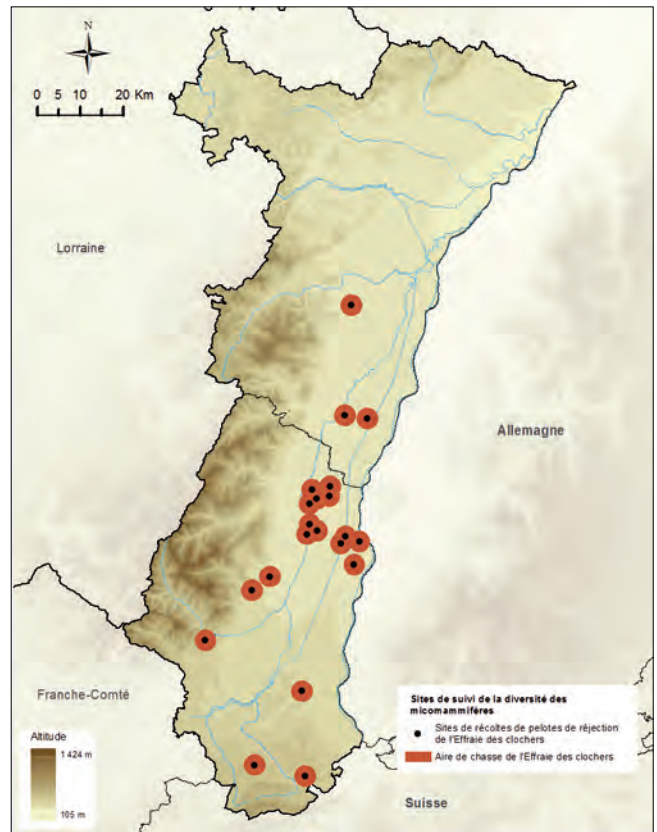 N
0 5 10 20 Km
Lorraine
Allemagne
Franche-Comté
Suisse
Altitude
1 424 m
105 m
Sites de suivi de la diversité des
micomammifères
Sites de récoltes de pelotes de réjection
de l'Effraie des clochers
Aire de chasse de l'Effraie des clochers